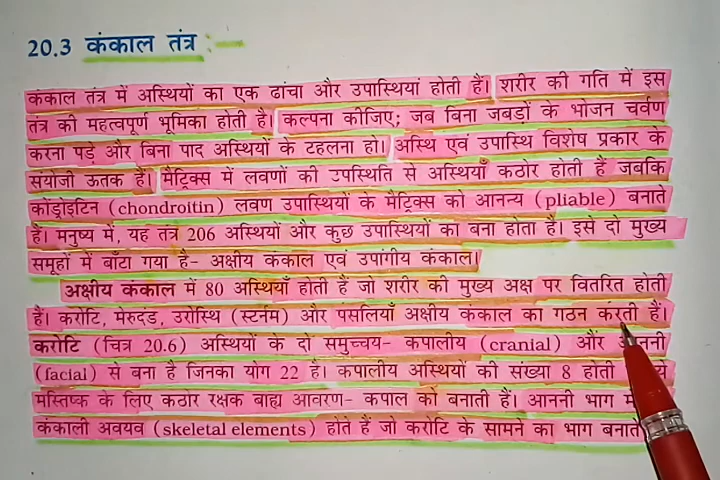 20.3 कंकाल तंत्र :-
कंकाल तंत्र में अस्थियों का एक ढांचा और उपास्थियां होती हैं। शरीर की गति में इस
तंत्र की महत्वपूर्ण भूमिका होती है। कल्पना कीजिए; जब बिना जबड़ों के भोजन चर्वण
करना पड़े और बिना पाद अस्थियों के टहलना हो। अस्थि एवं उपास्थि विशेष प्रकार के
संयोजी ऊतक हैं। मैट्रिक्स में लवणों की उपस्थिति से अस्थियाँ कठोर होती हैं जबकि
कोंड्रोइटिन (chondroitin) लवण उपास्थियों के मैट्रिक्स को आनन्य (pliable) बनाते
हैं। मनुष्य में, यह तंत्र 206 अस्थियों और कुछ उपास्थियों का बना होता है। इसे दो मुख्य
समूहों में बाँटा गया है- अक्षीय कंकाल एवं उपांगीय कंकाल।
अक्षीय कंकाल में 80 अस्थियाँ होती हैं जो शरीर की मुख्य अक्ष पर वितरित होती
हैं। करोटि, मेरुदंड, उरोस्थि (स्टर्नम) और पसलियाँ अक्षीय कंकाल का गठन करती हैं।
करोटि (चित्र 20.6) अस्थियों के दो समुच्चय- कपालीय (cranial) और
(facial) से बना है जिनका योग 22 है। कपालीय अस्थियों की संख्या 8 होती
मस्तिष्क के लिए कठोर रक्षक बाह्य आवरण- कपाल को बनाती हैं। आननी भाग
कंकाली अवयव (skeletal elements) होते हैं जो करोटि के सामने का भाग बनाते